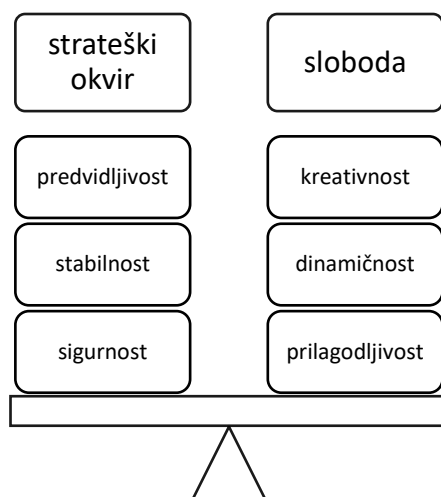 strateški
okvir
sloboda
predvidljivost
kreativnost
stabilnost
dinamičnost
sigurnost
prilagodljivost